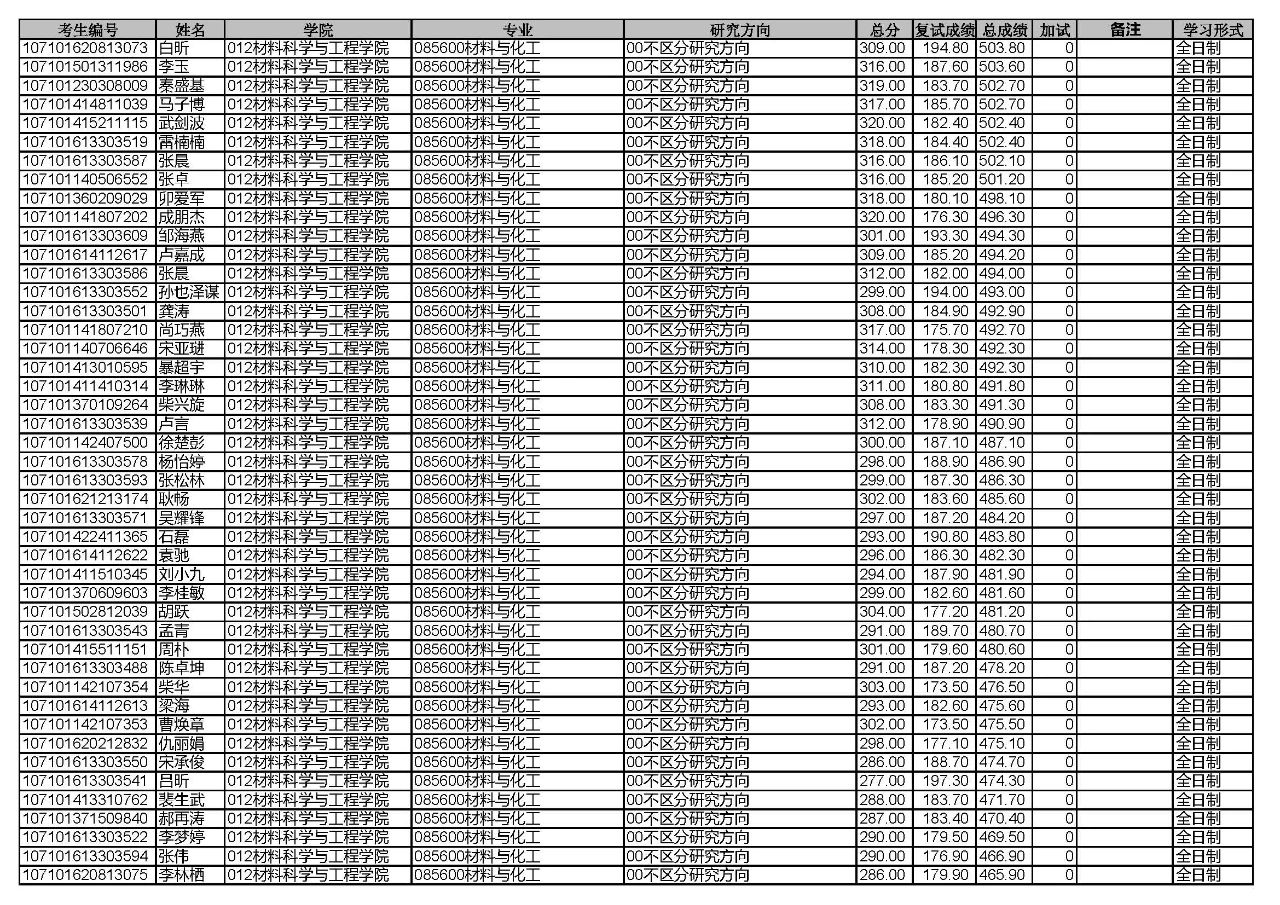 考生编号 姓名 学院 专业 研究方向 总分 复试成绩 总成绩 加试 备注 学习形式
107101620813073 白昕 012材料科学与工程学院 085600材料与化工 00不区分研究方向 309.00 194.80 503.80 0 全日制
107101501311986 李玉 012材料科学与工程学院 085600材料与化工 00不区分研究方向 316.00 187.60 503.60 0 全日制
107101230308009 秦盛基 012材料科学与工程学院 085600材料与化工 00不区分研究方向 319.00 183.70 502.70 0 全日制
107101414811039 马子博 012材料科学与工程学院 085600材料与化工 00不区分研究方向 317.00 185.70 502.70 0 全日制
107101415211115 武剑波 012材料科学与工程学院 085600材料与化工 00不区分研究方向 320.00 182.40 502.40 0 全日制
107101613303519 雷楠楠 012材料科学与工程学院 085600材料与化工 00不区分研究方向 318.00 184.40 502.40 0 全日制
107101613303587 张晨 012材料科学与工程学院 085600材料与化工 00不区分研究方向 316.00 186.10 502.10 0 全日制
107101140506552 张卓 012材料科学与工程学院 085600材料与化工 00不区分研究方向 316.00 185.20 501.20 0 全日制
107101360209029 卯爱军 012材料科学与工程学院 085600材料与化工 00不区分研究方向 318.00 180.10 498.10 0 全日制
107101141807202 成朋杰 012材料科学与工程学院 085600材料与化工 00不区分研究方向 320.00 176.30 496.30 0 全日制
107101613303609 邹海燕 012材料科学与工程学院 085600材料与化工 00不区分研究方向 301.00 193.30 494.30 0 全日制
107101614112617 卢嘉成 012材料科学与工程学院 085600材料与化工 00不区分研究方向 309.00 185.20 494.20 0 全日制
107101613303586 张晨 012材料科学与工程学院 085600材料与化工 00不区分研究方向 312.00 182.00 494.00 0 全日制
107101613303552 孙也泽谋 012材料科学与工程学院 085600材料与化工 00不区分研究方向 299.00 194.00 493.00 0 全日制
107101613303501 龚涛 012材料科学与工程学院 085600材料与化工 00不区分研究方向 308.00 184.90 492.90 0 全日制
107101141807210 尚巧燕 012材料科学与工程学院 085600材料与化工 00不区分研究方向 317.00 175.70 492.70 0 全日制
107101140706646 宋亚琎 012材料科学与工程学院 085600材料与化工 00不区分研究方向 314.00 178.30 492.30 0 全日制
107101413010595 暴超宇 012材料科学与工程学院 085600材料与化工 00不区分研究方向 310.00 182.30 492.30 0 全日制
107101411410314 李琳琳 012材料科学与工程学院 085600材料与化工 00不区分研究方向 311.00 180.80 491.80 0 全日制
107101370109264 柴兴旋 012材料科学与工程学院 085600材料与化工 00不区分研究方向 308.00 183.30 491.30 0 全日制
107101613303539 卢言 012材料科学与工程学院 085600材料与化工 00不区分研究方向 312.00 178.90 490.90 0 全日制
107101142407500 徐楚彭 012材料科学与工程学院 085600材料与化工 00不区分研究方向 300.00 187.10 487.10 0 全日制
107101613303578 杨怡婷 012材料科学与工程学院 085600材料与化工 00不区分研究方向 298.00 188.90 486.90 0 全日制
107101613303593 张松林 012材料科学与工程学院 085600材料与化工 00不区分研究方向 299.00 187.30 486.30 0 全日制
107101621213174 耿畅 012材料科学与工程学院 085600材料与化工 00不区分研究方向 302.00 183.60 485.60 0 全日制
107101613303571 吴耀锋 012材料科学与工程学院 085600材料与化工 00不区分研究方向 297.00 187.20 484.20 0 全日制
107101422411365 石磊 012材料科学与工程学院 085600材料与化工 00不区分研究方向 293.00 190.80 483.80 0 全日制
107101614112622 袁驰 012材料科学与工程学院 085600材料与化工 00不区分研究方向 296.00 186.30 482.30 0 全日制
107101411510345 刘小九 012材料科学与工程学院 085600材料与化工 00不区分研究方向 294.00 187.90 481.90 0 全日制
107101370609603 李桂敏 012材料科学与工程学院 085600材料与化工 00不区分研究方向 299.00 182.60 481.60 0 全日制
107101502812039 胡跃 012材料科学与工程学院 085600材料与化工 00不区分研究方向 304.00 177.20 481.20 0 全日制
107101613303543 孟青 012材料科学与工程学院 085600材料与化工 00不区分研究方向 291.00 189.70 480.70 0 全日制
107101415511151 周朴 012材料科学与工程学院 085600材料与化工 00不区分研究方向 301.00 179.60 480.60 0 全日制
107101613303488 陈卓坤 012材料科学与工程学院 085600材料与化工 00不区分研究方向 291.00 187.20 478.20 0 全日制
107101142107354 柴华 012材料科学与工程学院 085600材料与化工 00不区分研究方向 303.00 173.50 476.50 0 全日制
107101614112613 梁海 012材料科学与工程学院 085600材料与化工 00不区分研究方向 293.00 182.60 475.60 0 全日制
107101142107353 曹焕章 012材料科学与工程学院 085600材料与化工 00不区分研究方向 302.00 173.50 475.50 0 全日制
107101620212832 仇丽娟 012材料科学与工程学院 085600材料与化工 00不区分研究方向 298.00 177.10 475.10 0 全日制
107101613303550 宋承俊 012材料科学与工程学院 085600材料与化工 00不区分研究方向 286.00 188.70 474.70 0 全日制
107101613303541 吕昕 012材料科学与工程学院 085600材料与化工 00不区分研究方向 277.00 197.30 474.30 0 全日制
107101413310762 裴生武 012材料科学与工程学院 085600材料与化工 00不区分研究方向 288.00 183.70 471.70 0 全日制
107101371509840 郝再涛 012材料科学与工程学院 085600材料与化工 00不区分研究方向 287.00 183.40 470.40 0 全日制
107101613303522 李梦婷 012材料科学与工程学院 085600材料与化工 00不区分研究方向 290.00 179.50 469.50 0 全日制
107101613303594 张伟 012材料科学与工程学院 085600材料与化工 00不区分研究方向 290.00 176.90 466.90 0 全日制
107101620813075 李林栖 012材料科学与工程学院 085600材料与化工 00不区分研究方向 286.00 179.90 465.90 0 全日制